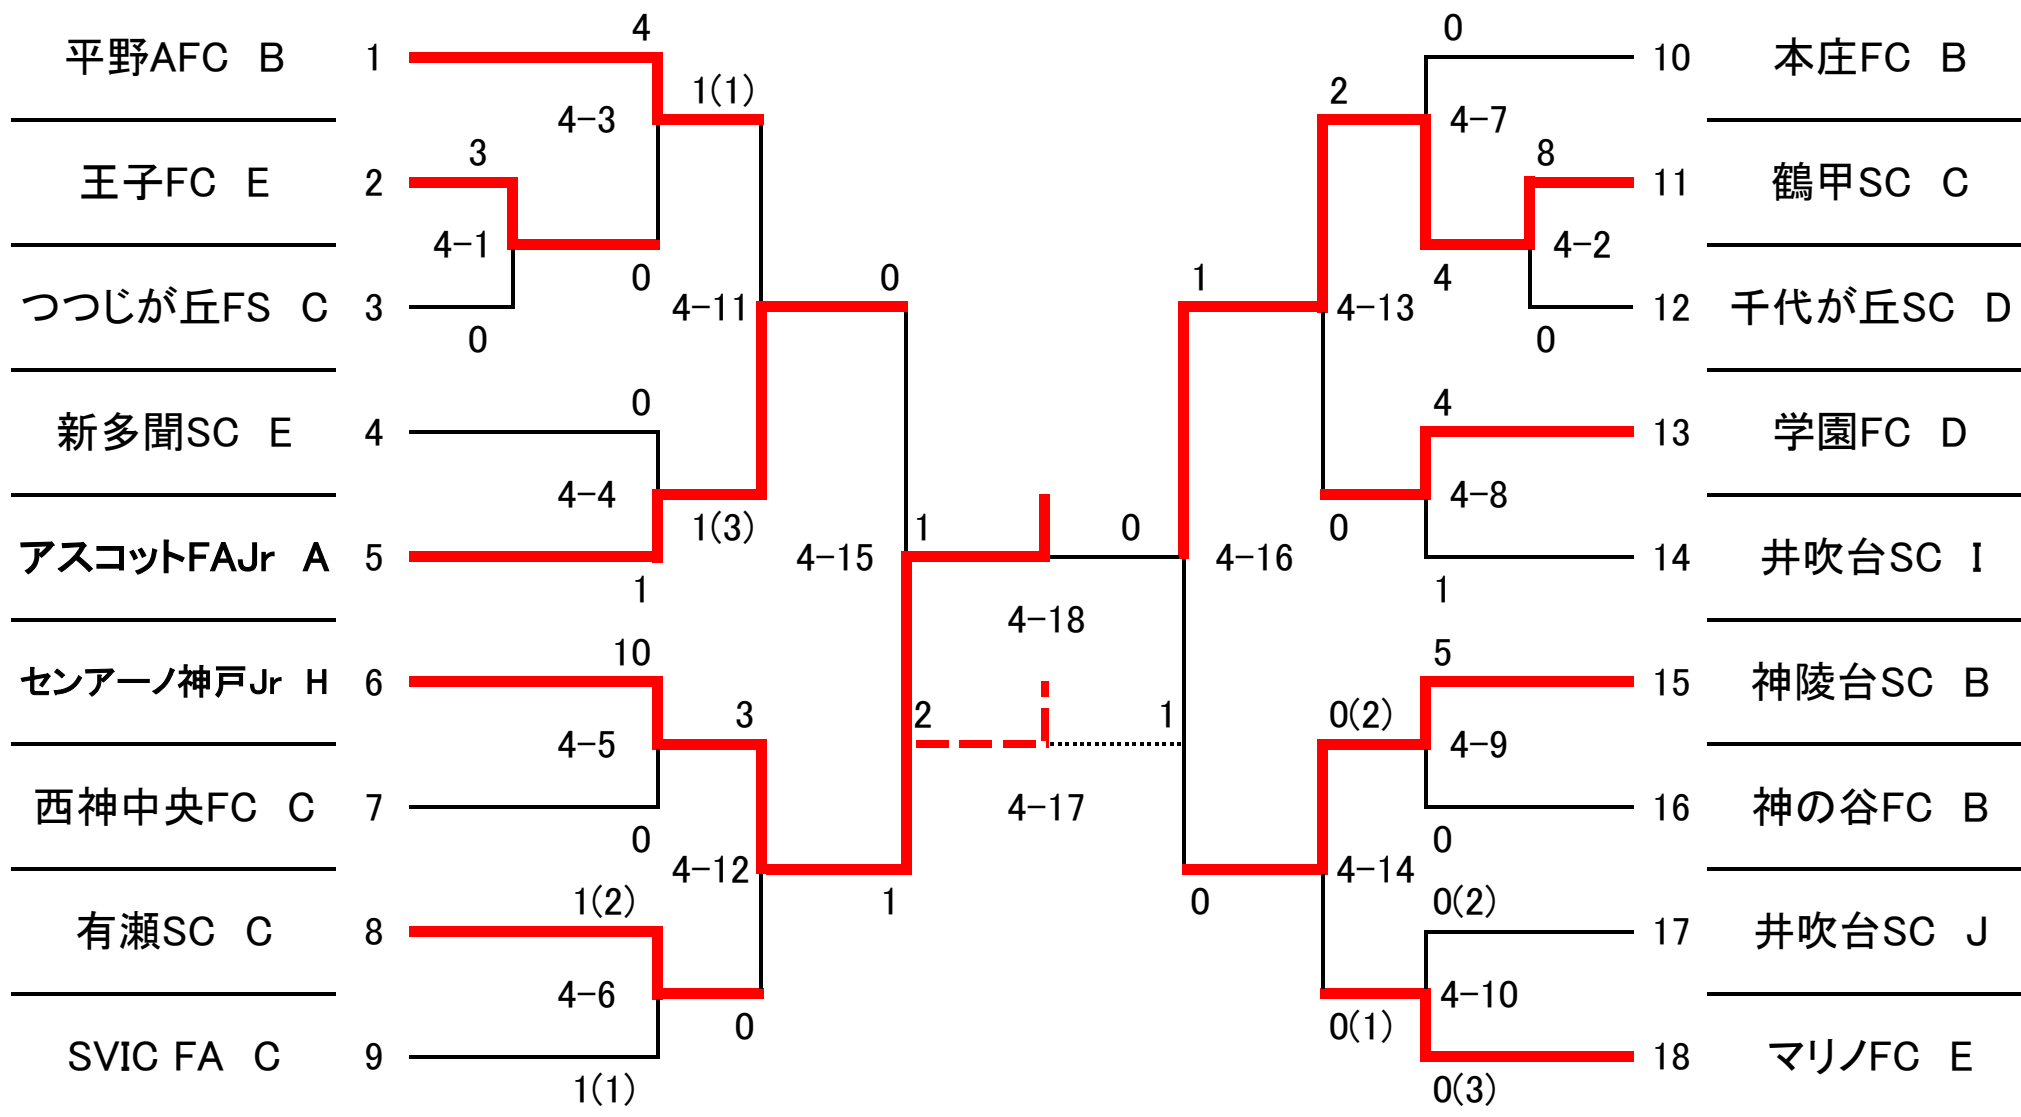 4 0
平野AFC B 1 10 本庄FC B
1(1) 2
4-3 4-7
3 8
王子FC E 2 11 鶴甲SC C
4-1 4-2
0 0 1 4
つつじが丘FS C 3 4-11 4-13 12 千代が丘SC D
0 0
0 4
新多聞SC E 4 13 学園FC D
4-4 4-8
1(3) 1 0 0
アスコットFAJr A 5 4-15 4-16 14 井吹台SC I
1 1
4-18
10 5
センアーノ神戸Jr H 6 15 神陵台SC B
3 2 1 0(2)
4-5 4-9
西神中央FC C 7 4-17 16 神の谷FC B
0 0
4-12 4-14
1(2) 1 0 0(2)
有瀬SC C 8 17 井吹台SC J
4-6 4-10
0 0(1)
SVIC FA C 9 18 マリノFC E
1(1) 0(3)